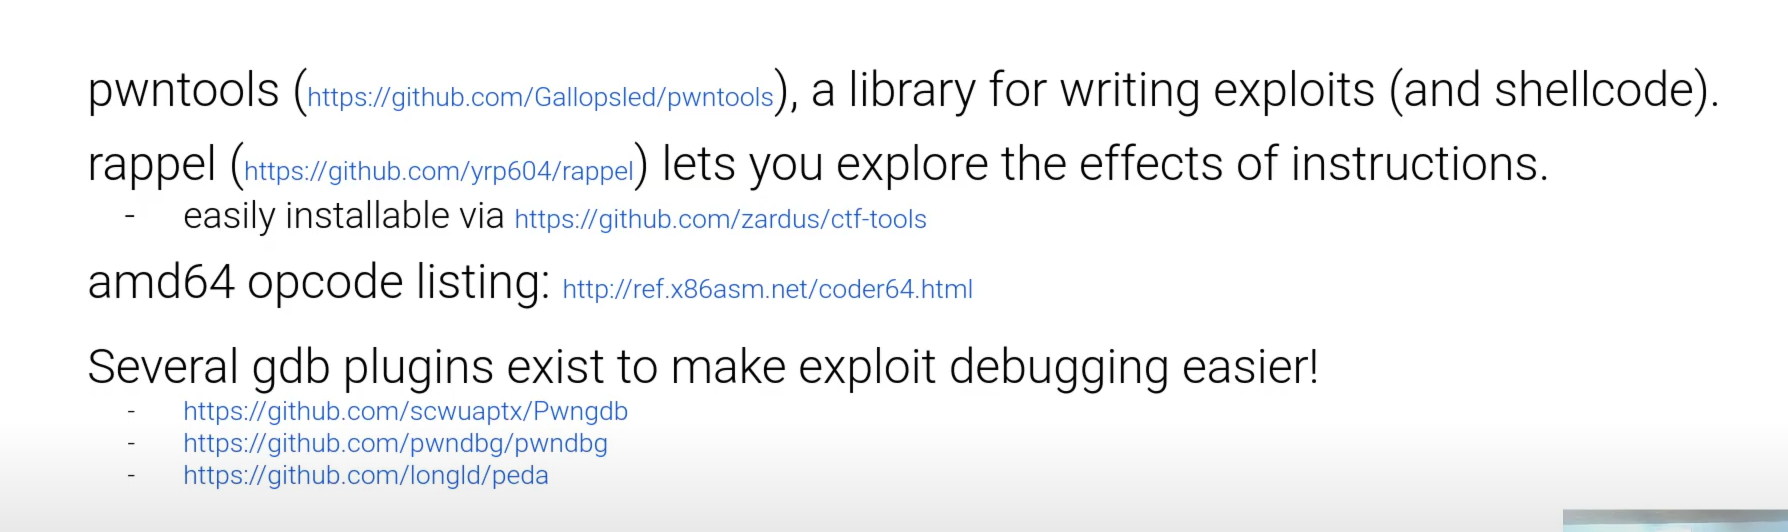 pwntools (https://github.com/Gallopsled/pwntools), a library for writing exploits (and shellcode).
rappel (https://github.com/yrp604/rappel) lets you explore the effects of instructions.
- easily installable via https://github.com/zardus/ctf-tools
amd64 opcode listing: http://ref.x86asm.net/coder64.html
Several gdb plugins exist to make exploit debugging easier!
- https://github.com/scwuaptx/Pwngdb
- https://github.com/pwndbg/pwndbg
- https://github.com/longld/peda